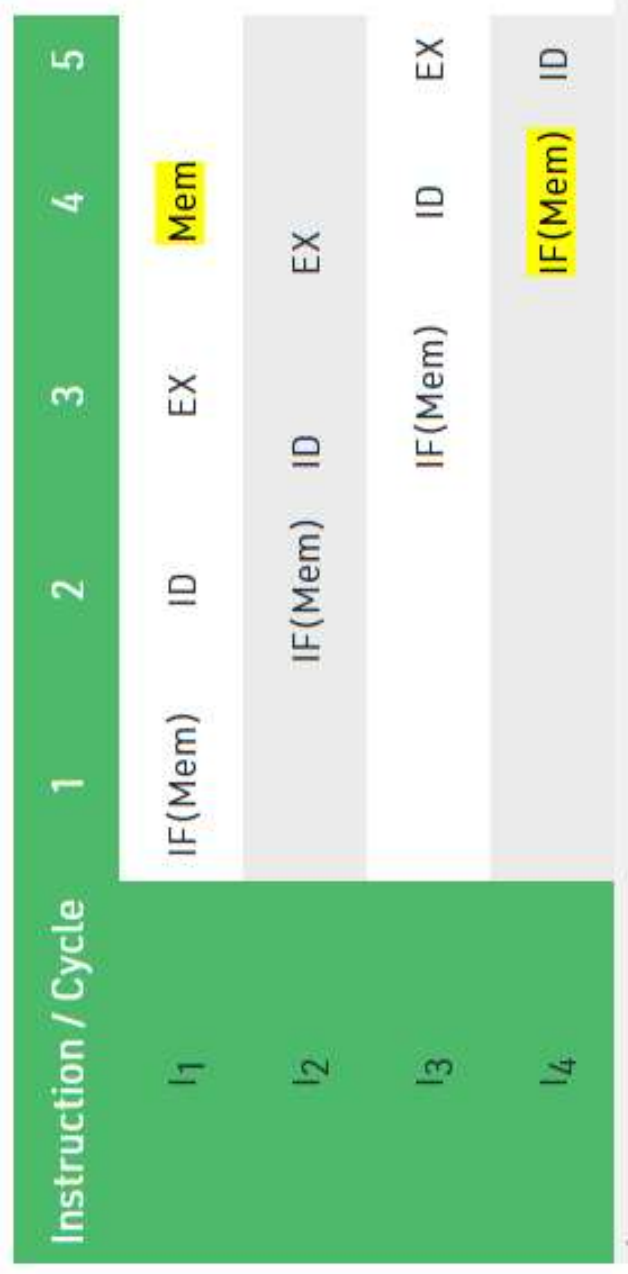 Instruction / Cycle 1 2 3 4 5
I1 IF(Mem) ID EX Mem
I2 IF(Mem) ID EX
I3 IF(Mem) ID EX
I4 IF(Mem) ID